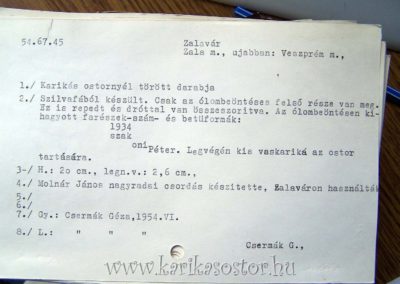 54.67.45
Zalavár
Zala m., ujabban: Veszprém m.,
1./ Karikás ostornyél törött darabja
2./ Szilvafából készült. Csak az ólombeöntéses felső része van meg.
Ez is repedt és dróttal van összeszoritva. Az ólombeöntésen ki-
hagyott farészek-szám- és betüformák:
1934
szak
oni Péter. Legvégén kis vaskarika az ostor
tartására.
3-/ H.: 2o cm., legn.v.: 2,6 cm.,
4./ Molnár János nagyradai csordás készitette, Zalaváron használták
5./
6./
7./ Gy.: Csermák Géza,1954.VI.
8./ L.: " " "
Csermák G.,
www.karikasostor.hu